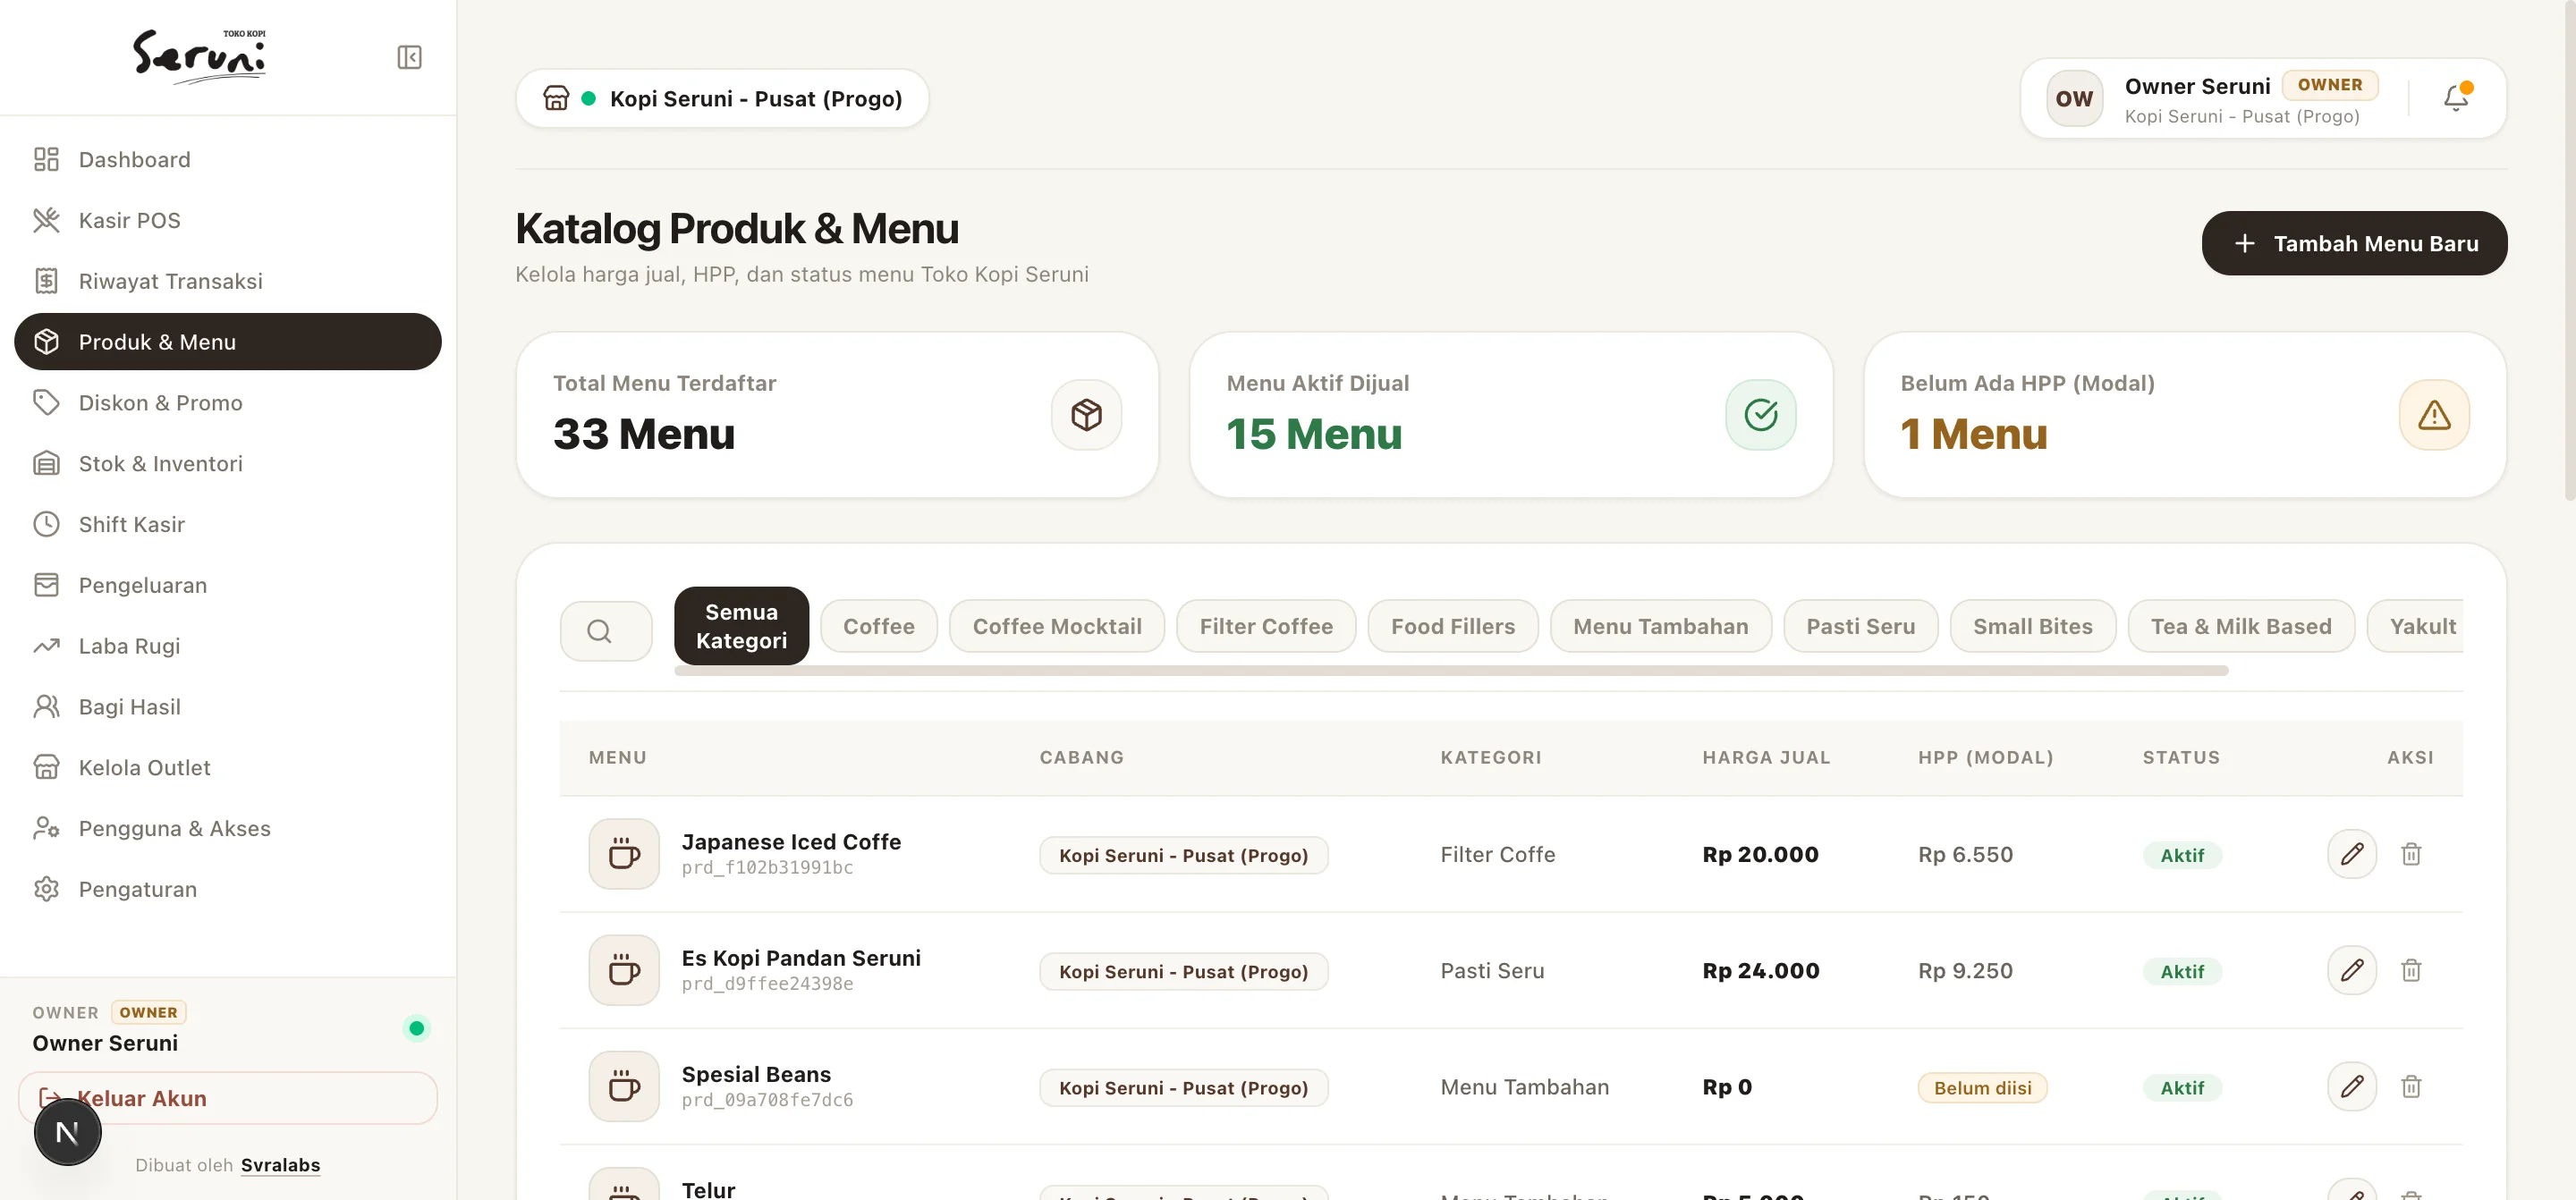 TOKO KOPI
Seruni
Dashboard
Kasir POS
Riwayat Transaksi
Produk & Menu
Diskon & Promo
Stok & Inventori
Shift Kasir
Pengeluaran
Laba Rugi
Bagi Hasil
Kelola Outlet
Pengguna & Akses
Pengaturan
OWNER OWNER
Owner Seruni
Keluar Akun
N
Dibuat oleh Svralabs
Kopi Seruni - Pusat (Progo)
OW
Owner Seruni OWNER
Kopi Seruni - Pusat (Progo)
Katalog Produk & Menu
Kelola harga jual, HPP, dan status menu Toko Kopi Seruni
Tambah Menu Baru
Total Menu Terdaftar
33 Menu
Menu Aktif Dijual
15 Menu
Belum Ada HPP (Modal)
1 Menu
Semua
Kategori
Coffee
Coffee Mocktail
Filter Coffee
Food Fillers
Menu Tambahan
Pasti Seru
Small Bites
Tea & Milk Based
Yakult
MENU CABANG KATEGORI HARGA JUAL HPP (MODAL) STATUS AKSI
Japanese Iced Coffe
prd_f102b31991bc
Kopi Seruni - Pusat (Progo)
Filter Coffe
Rp 20.000
Rp 6.550
Aktif
Es Kopi Pandan Seruni
prd_d9ffee24398e
Kopi Seruni - Pusat (Progo)
Pasti Seru
Rp 24.000
Rp 9.250
Aktif
Spesial Beans
prd_09a708fe7dc6
Kopi Seruni - Pusat (Progo)
Menu Tambahan
Rp 0
Belum diisi
Aktif
Telur